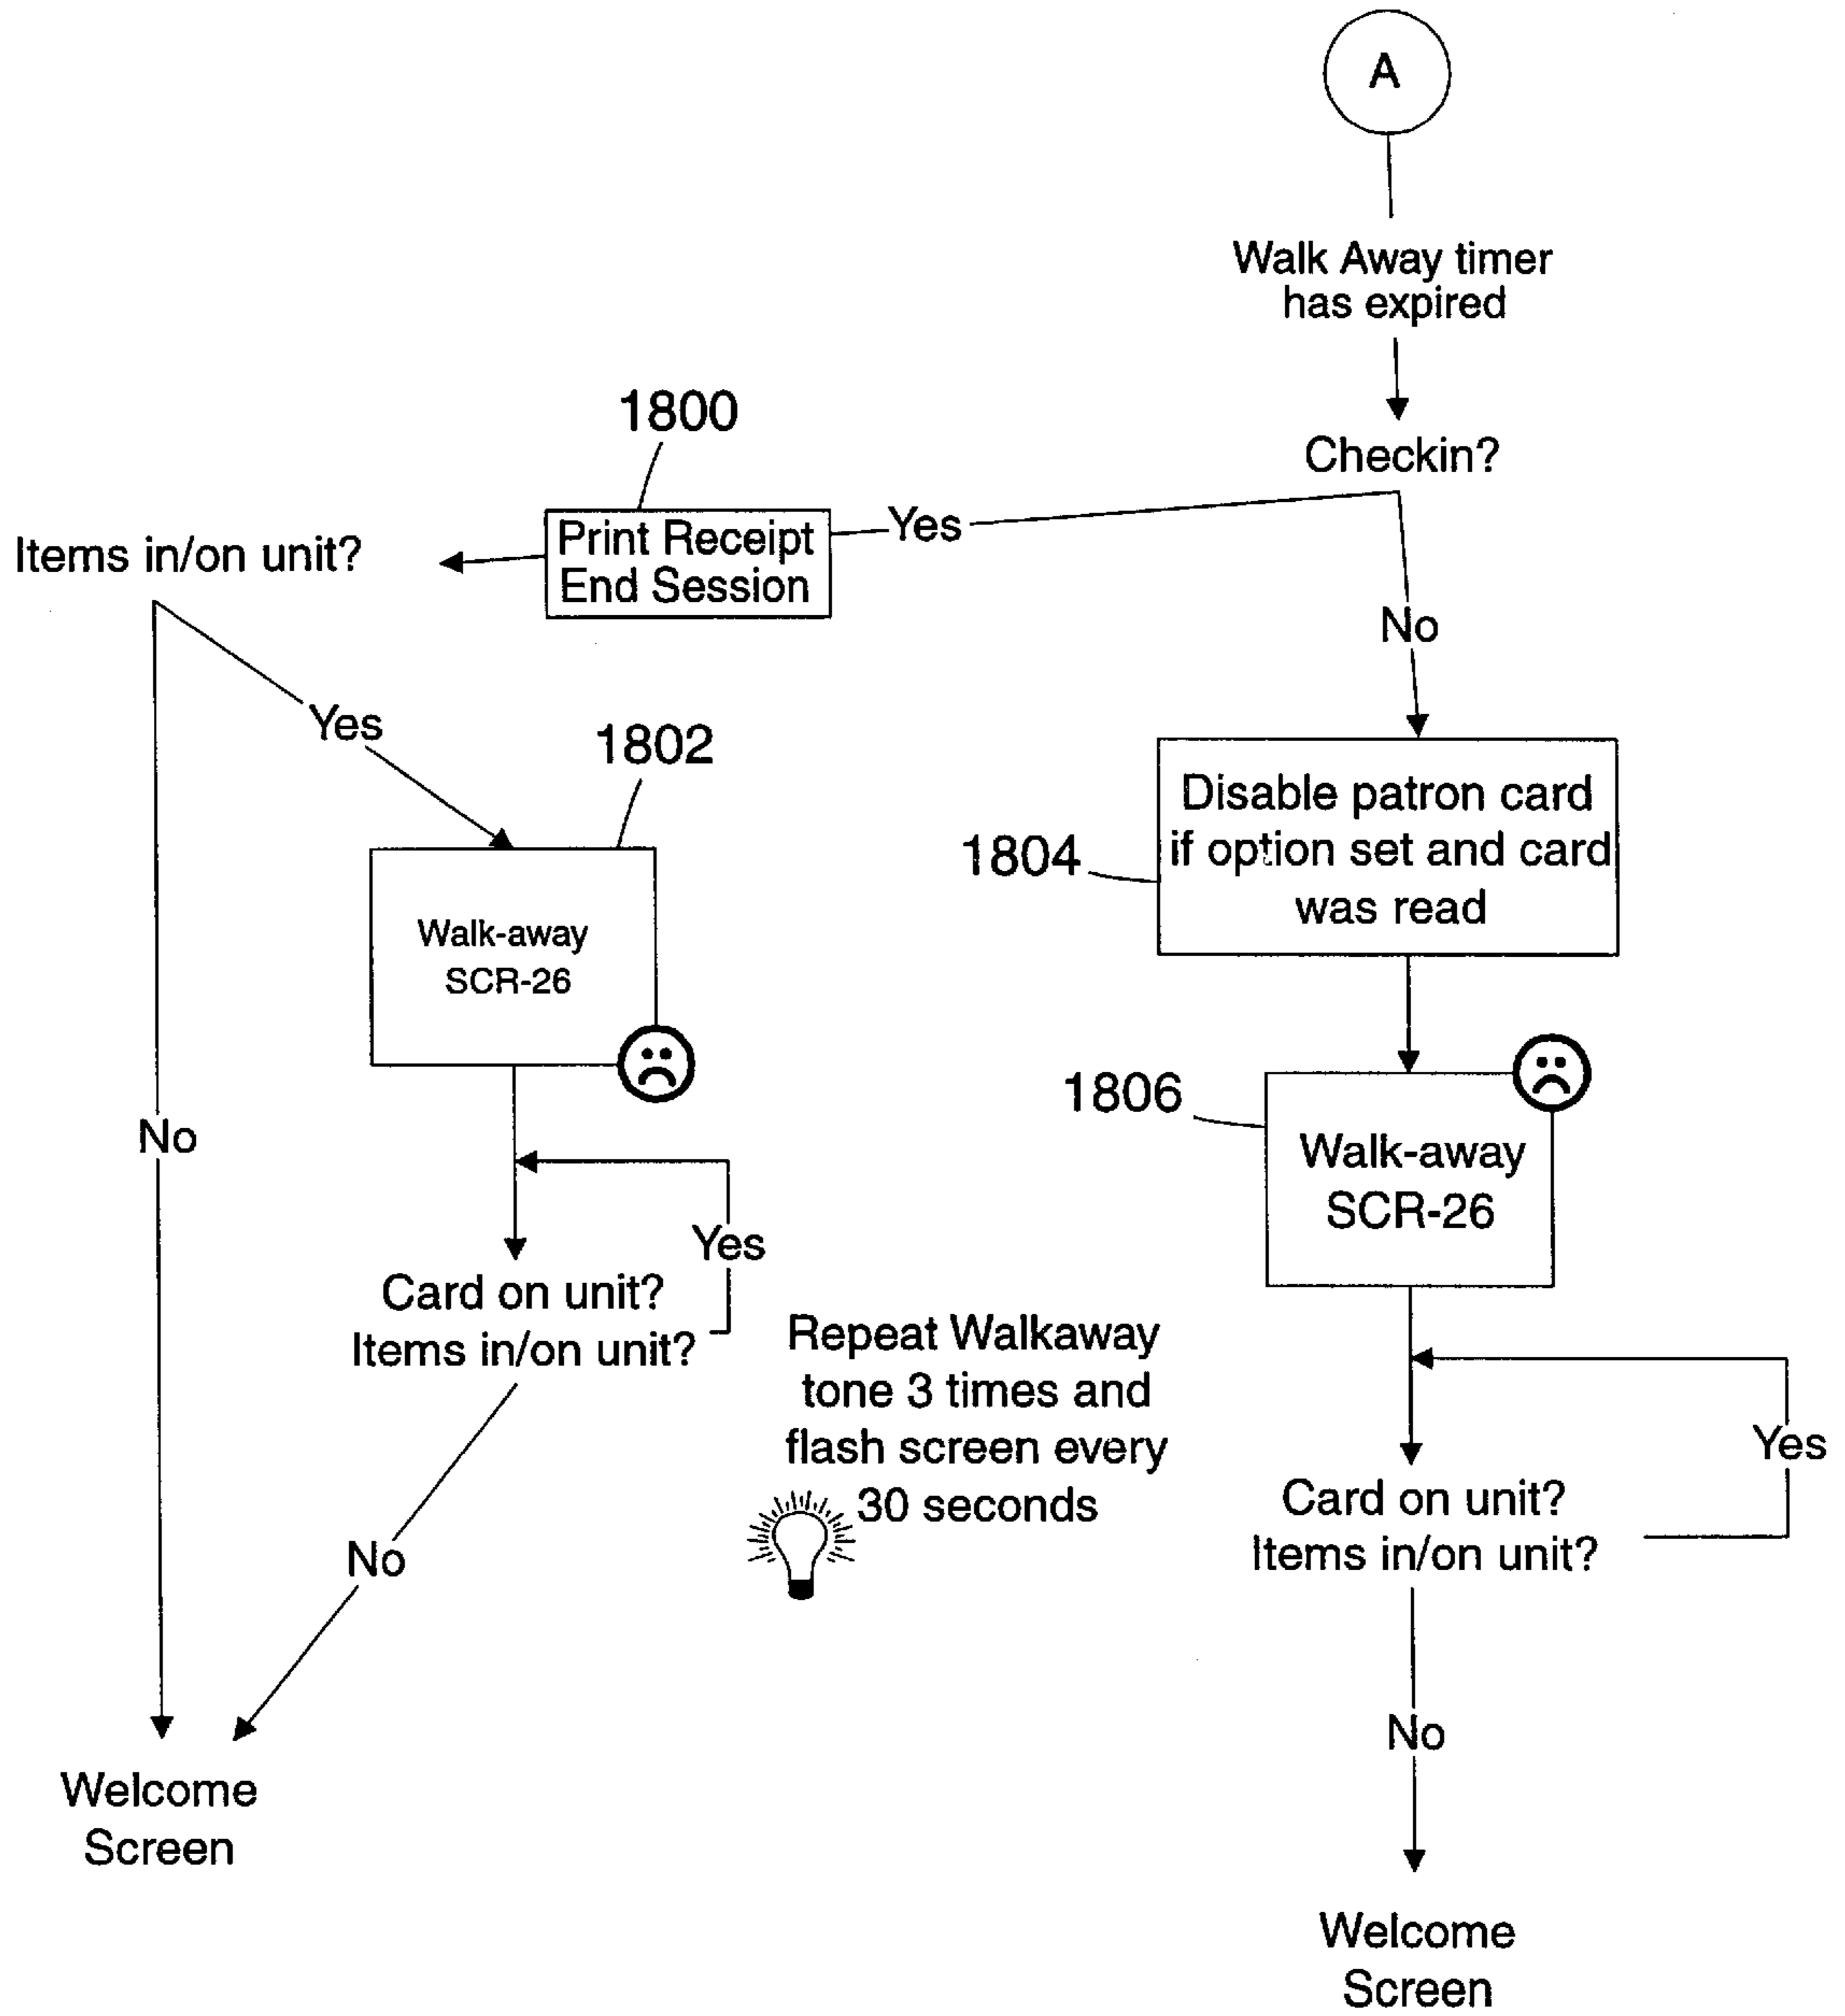 A
Walk Away timer
has expired
Checkin?
1800
Yes
Print Receipt
End Session
Items in/on unit?
No
Yes
1802
Walk-away
SCR-26
1804
Disable patron card
if option set and card
was read
1806
Walk-away
SCR-26
No
Yes
Card on unit?
Items in/on unit?
Repeat Walkaway
tone 3 times and
flash screen every
30 seconds
Yes
Card on unit?
Items in/on unit?
No
No
Welcome
Screen
Welcome
Screen